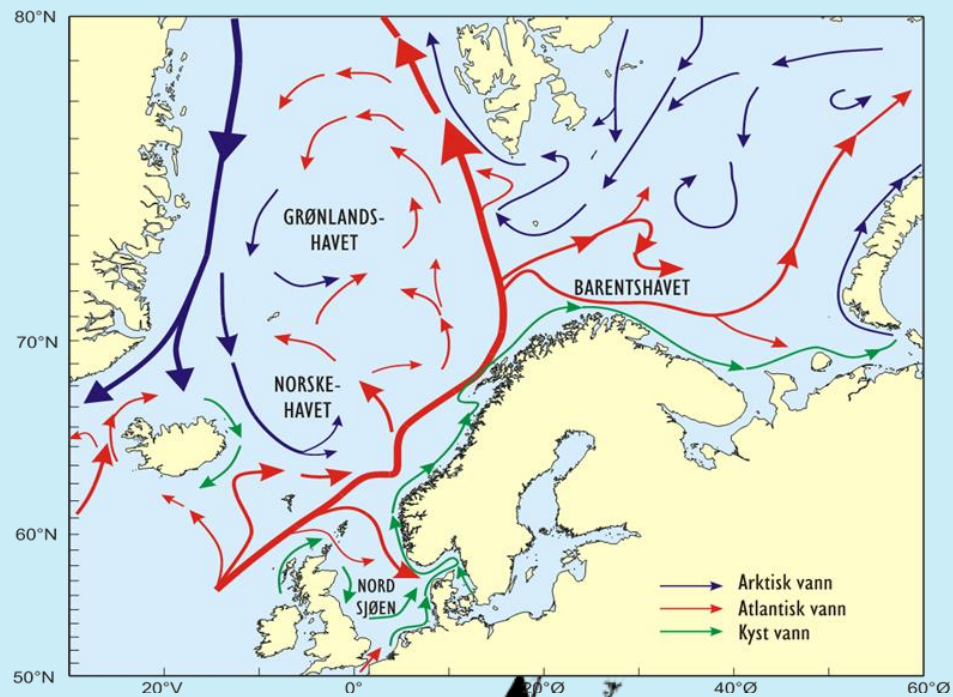 80°N
GRØNLANDS-
HAVET
BARENTSHAVET
70°N
NORSKE-
HAVET
60°N
NORD
SJØEN
Arktisk vann
Atlantisk vann
Kyst vann
50°N
20°V
0°
20°Ø
40°Ø
60°Ø